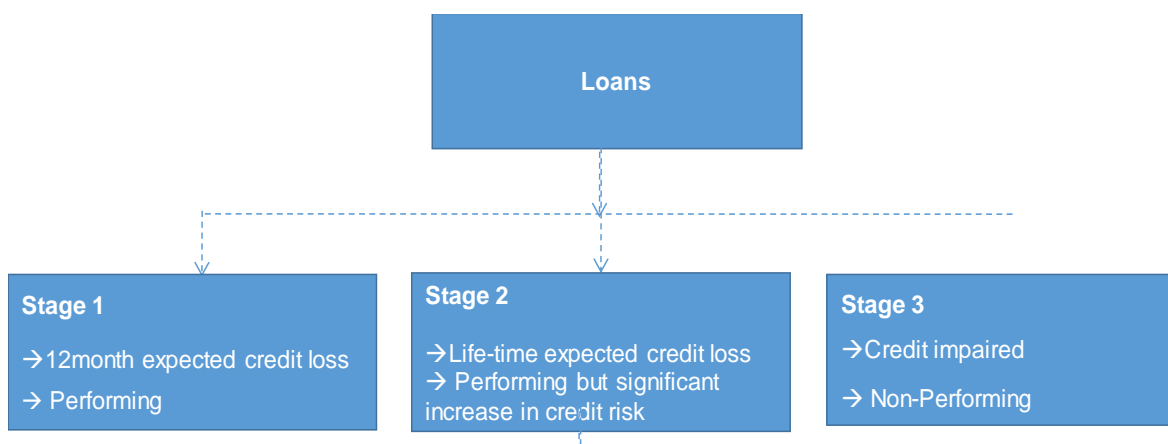 Loans
Stage 1
→12month expected credit loss
→ Performing
Stage 2
→Life-time expected credit loss
→ Performing but significant
increase in credit risk
Stage 3
→Credit impaired
→ Non-Performing